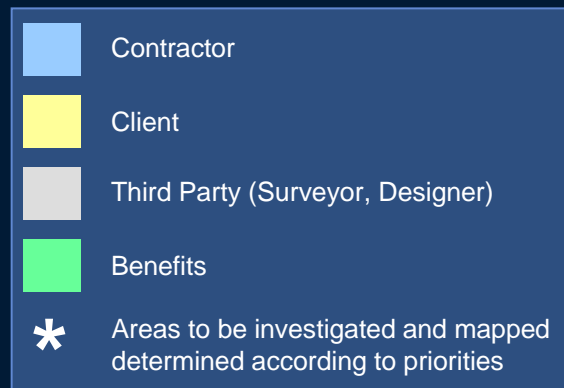 Contractor
Client
Third Party (Surveyor, Designer)
Benefits
* Areas to be investigated and mapped
determined according to priorities